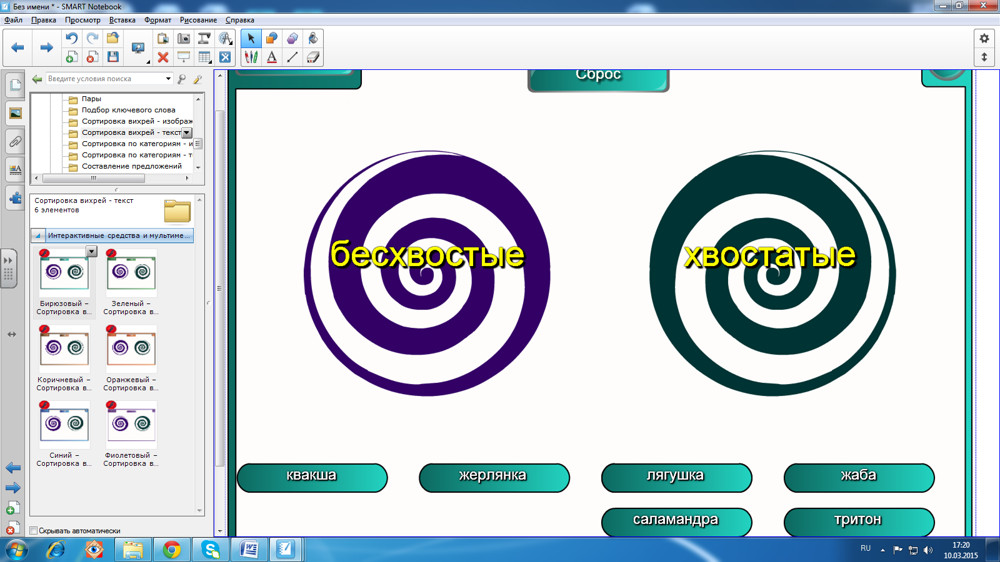 Без имени * - SMART Notebook
Файл Правка Просмотр Вставка Формат Рисование Справка
Введите условия поиска
Пары
Подбор ключевого слова
Сортировка вихрей - изображ
Сортировка вихрей - текст
Сортировка по категориям - и
Сортировка по категориям - т
Составление предложений
Сортировка вихрей - текст
6 элементов
Интерактивные средства и мультиме...
Бирюзовый –
Сортировка в...
Зеленый –
Сортировка в...
Коричневый –
Сортировка в...
Оранжевый –
Сортировка в...
Синий –
Сортировка в...
Фиолетовый –
Сортировка в...
Скрывать автоматически
Сброс
бесхвостые
хвостатые
квакша
жерлянка
лягушка
жаба
саламандра
тритон
RU
17:20
10.03.2015